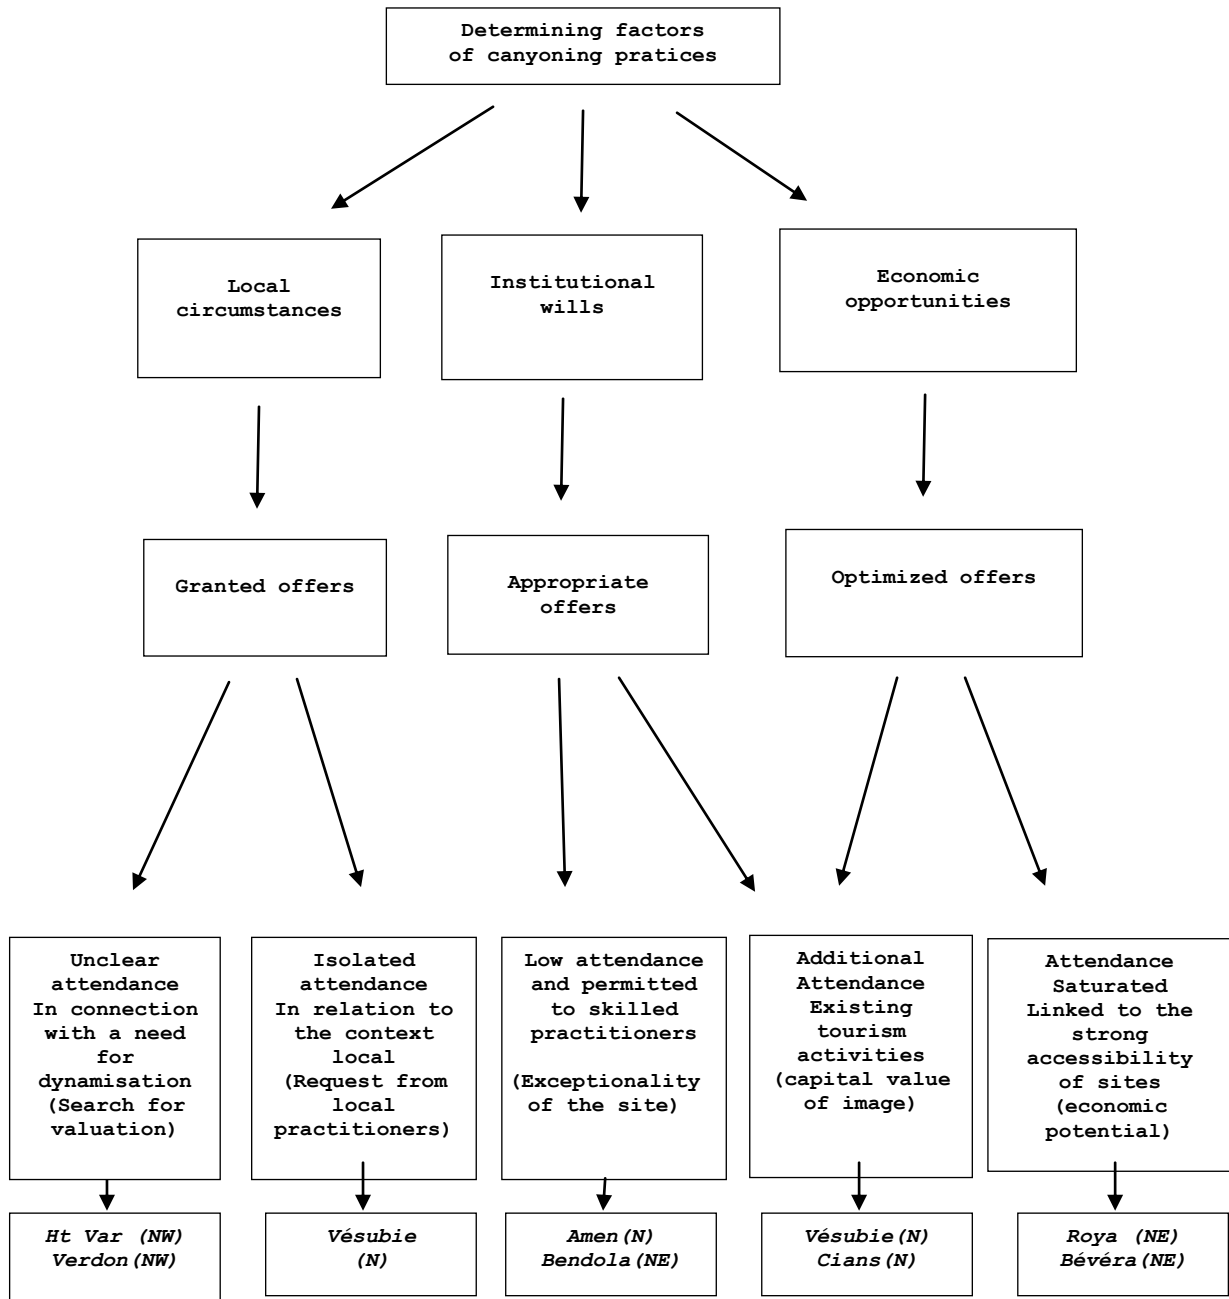 Determining factors
of canyoning pratices
Local
circumstances
Institutional
wills
Economic
opportunities
Granted offers
Appropriate
offers
Optimized offers
Unclear
attendance
In connection
with a need
for
dynamisation
(Search for
valuation)
Isolated
attendance
In relation to
the context
local
(Request from
local
practitioners)
Low attendance
and permitted
to skilled
practitioners
(Exceptionality
of the site)
Additional
Attendance
Existing
tourism
activities
(capital value
of image)
Attendance
Saturated
Linked to the
strong
accessibility
of sites
(economic
potential)
Ht Var (NW)
Verdon(NW)
Vésubie
(N)
Amen(N)
Bendola(NE)
Vésubie(N)
Cians(N)
Roya (NE)
Bévéra(NE)